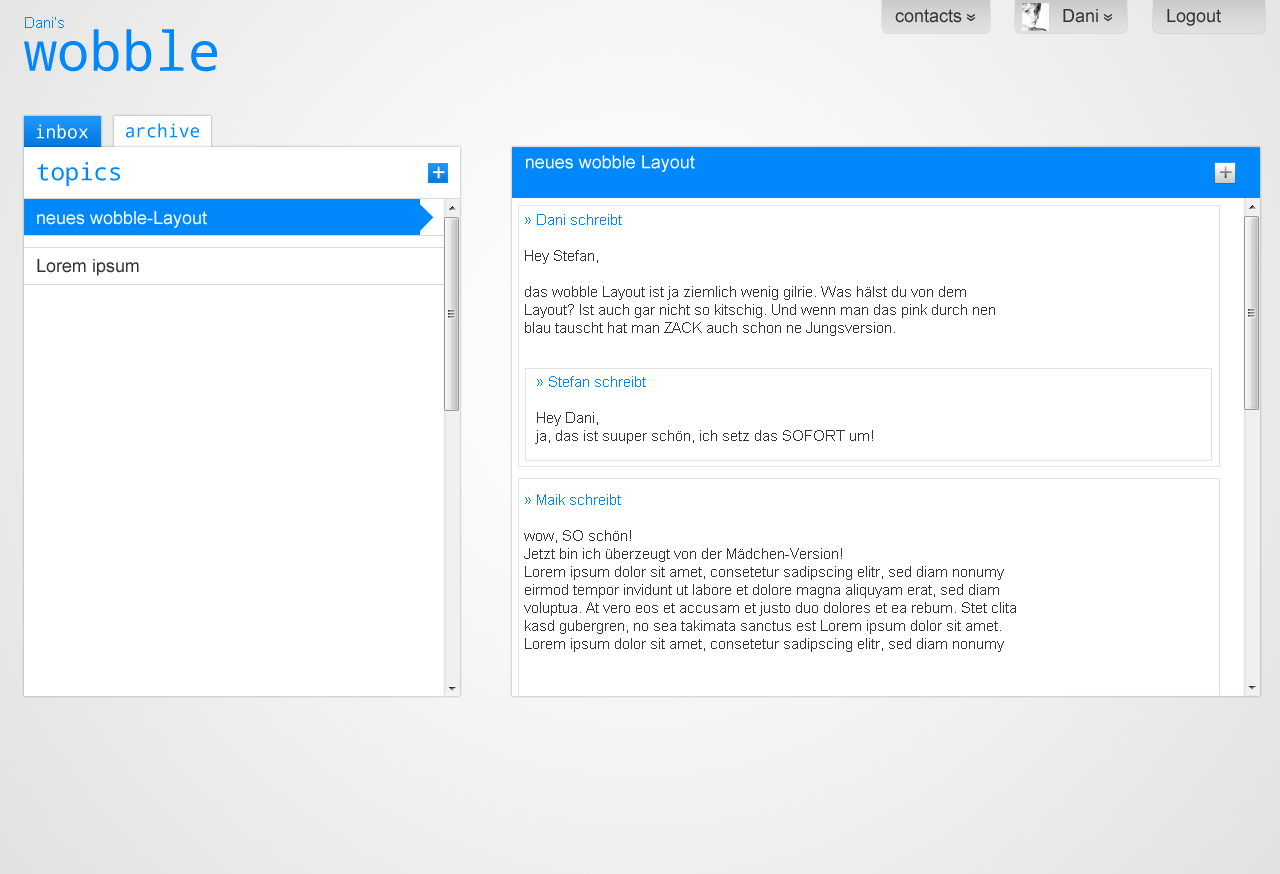 Dani's
wobble
contacts
Dani
Logout
inbox
archive
topics
neues wobble-Layout
Lorem ipsum
neues wobble Layout
» Dani schreibt
Hey Stefan,
das wobble Layout ist ja ziemlich wenig gilrie. Was hälst du von dem
Layout? Ist auch gar nicht so kitschig. Und wenn man das pink durch nen
blau tauscht hat man ZACK auch schon ne Jungsversion.
» Stefan schreibt
Hey Dani,
ja, das ist suuper schön, ich setz das SOFORT um!
» Maik schreibt
wow, SO schön!
Jetzt bin ich überzeugt von der Mädchen-Version!
Lorem ipsum dolor sit amet, consetetur sadipscing elitr, sed diam nonumy
eirmod tempor invidunt ut labore et dolore magna aliquyam erat, sed diam
voluptua. At vero eos et accusam et justo duo dolores et ea rebum. Stet clita
kasd gubergren, no sea takimata sanctus est Lorem ipsum dolor sit amet.
Lorem ipsum dolor sit amet, consetetur sadipscing elitr, sed diam nonumy